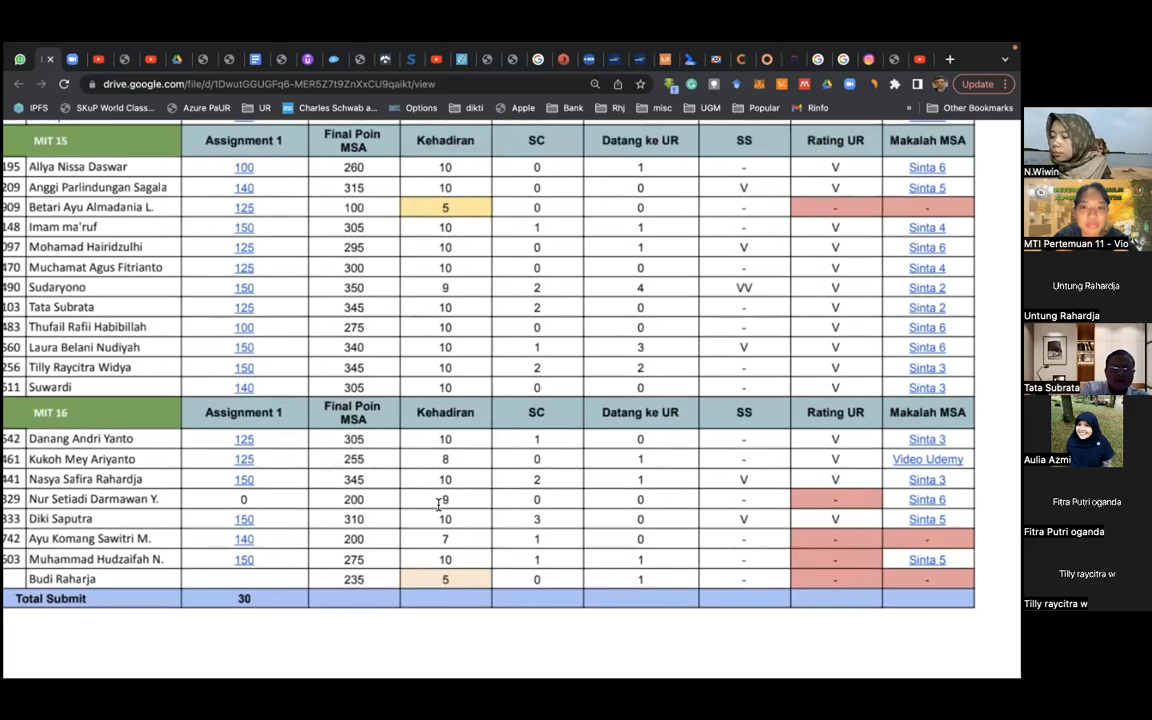 drive.google.com/file/d/1DwutGGUGFq6-MER5Z7t9ZnXxCU9qaikt/view
Update
IPFS SKuP World Class... Azure PaUR UR Charles Schwab a... Options dikti Apple Bank Rhj misc UGM Popular Rinfo » Other Bookmarks
MIT 15 Assignment 1 Final Poin MSA Kehadiran SC Datang ke UR SS Rating UR Makalah MSA
195 Allya Nissa Daswar 100 260 10 0 1 - V Sinta 6
209 Anggi Parlindungan Sagala 140 315 10 0 0 V V Sinta 5
909 Betari Ayu Almadania L. 125 100 5 0 0 - - -
148 Imam ma'ruf 150 305 10 1 1 - V Sinta 4
097 Mohamad Hairidzulhi 125 295 10 0 1 V V Sinta 6
470 Muchamat Agus Fitrianto 125 300 10 0 0 - V Sinta 4
490 Sudaryono 150 350 9 2 4 VV V Sinta 2
103 Tata Subrata 125 345 10 2 0 - V Sinta 2
483 Thufail Rafii Habibillah 100 275 10 0 0 - V Sinta 6
560 Laura Belani Nudiyah 150 340 10 1 3 V V Sinta 6
256 Tilly Raycitra Widya 150 345 10 2 2 - V Sinta 3
511 Suwardi 140 305 10 0 0 - V Sinta 3
MIT 16 Assignment 1 Final Poin MSA Kehadiran SC Datang ke UR SS Rating UR Makalah MSA
542 Danang Andri Yanto 125 305 10 1 0 - V Sinta 3
461 Kukoh Mey Ariyanto 125 255 8 0 1 - V Video Udemy
441 Nasya Safira Rahardja 150 345 10 2 1 V V Sinta 3
329 Nur Setiadi Darmawan Y. 0 200 9 0 0 - - Sinta 6
333 Diki Saputra 150 310 10 3 0 V V Sinta 5
742 Ayu Komang Sawitri M. 140 200 7 1 0 - - -
503 Muhammad Hudzaifah N. 150 275 10 1 1 - - Sinta 5
Budi Raharja 235 5 0 1 - - -
Total Submit 30
N.Wiwin
MTI Pertemuan 11 - Vio
Untung Rahardja
Untung Rahardja
Tata Subrata
Aulia Azmi
Fitra Putri oganda
Fitra Putri oganda
Tilly raycitra w
Tilly raycitra w